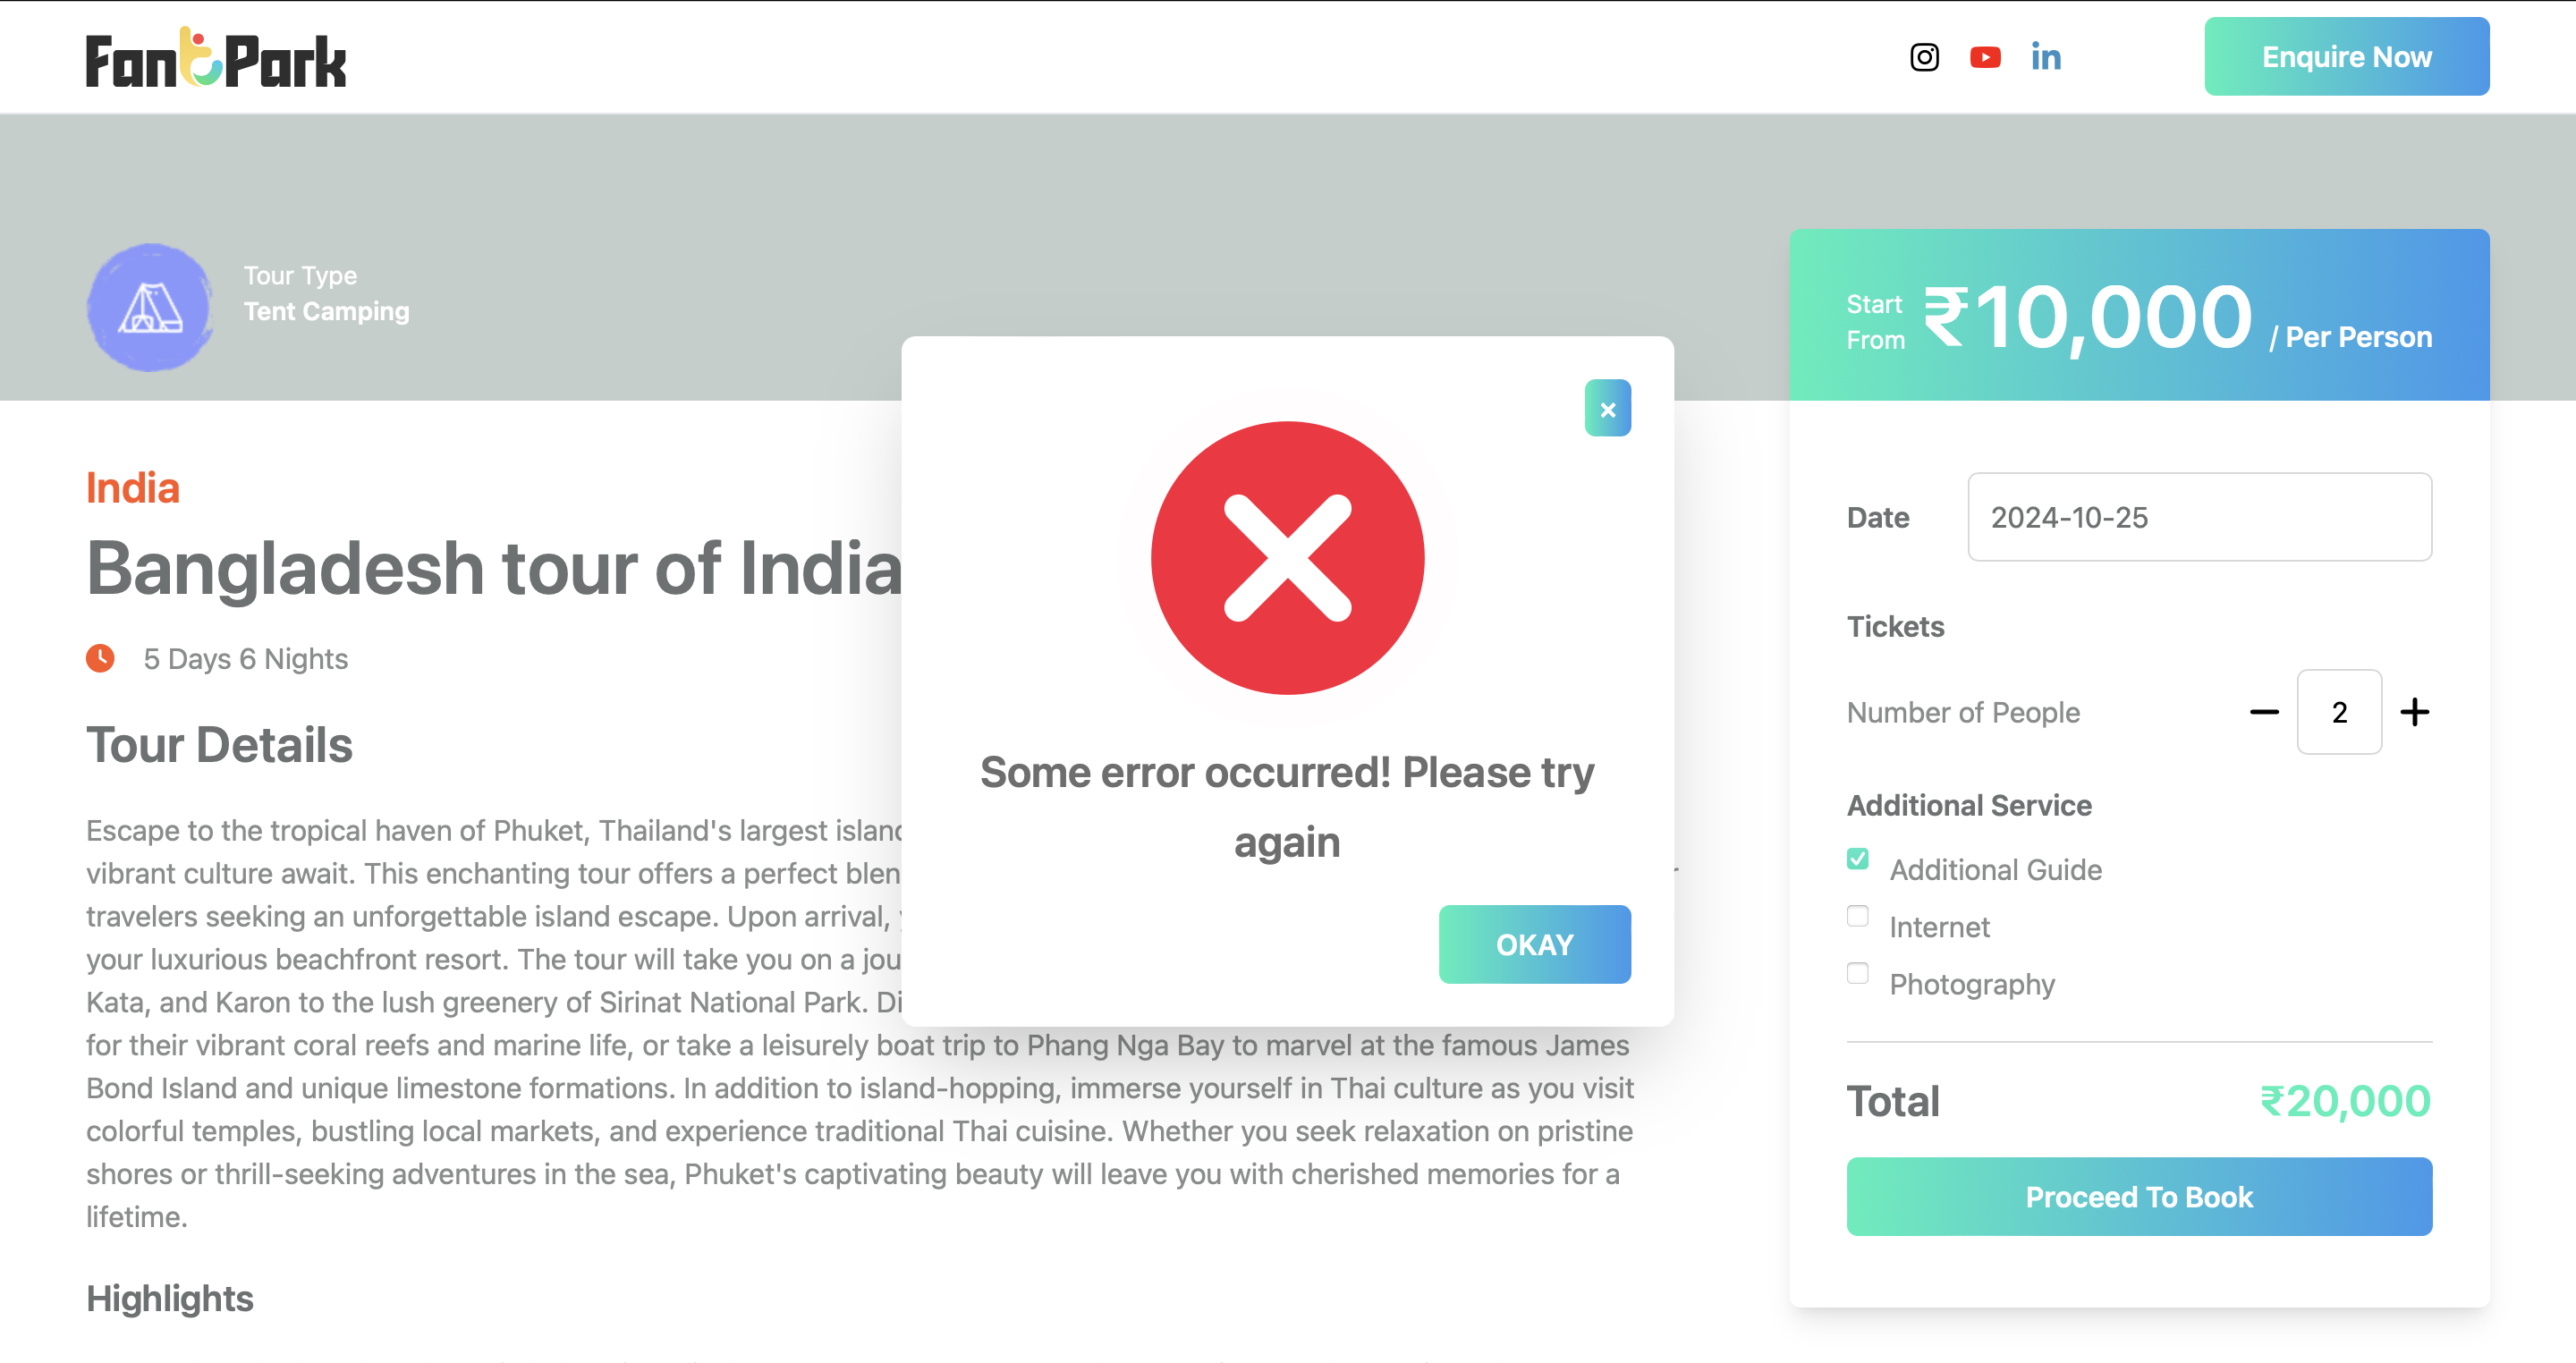 FantPark
Enquire Now
Tour Type
Tent Camping
Start
From
₹10,000 / Per Person
India
Bangladesh tour of India
5 Days 6 Nights
Tour Details
Escape to the tropical haven of Phuket, Thailand's largest island
vibrant culture await. This enchanting tour offers a perfect blen
travelers seeking an unforgettable island escape. Upon arrival,
your luxurious beachfront resort. The tour will take you on a jou
Kata, and Karon to the lush greenery of Sirinat National Park. Di
for their vibrant coral reefs and marine life, or take a leisurely boat trip to Phang Nga Bay to marvel at the famous James
Bond Island and unique limestone formations. In addition to island-hopping, immerse yourself in Thai culture as you visit
colorful temples, bustling local markets, and experience traditional Thai cuisine. Whether you seek relaxation on pristine
shores or thrill-seeking adventures in the sea, Phuket's captivating beauty will leave you with cherished memories for a
lifetime.
Highlights
Some error occurred! Please try
again
OKAY
Date
2024-10-25
Tickets
Number of People
2
Additional Service
Additional Guide
Internet
Photography
Total ₹20,000
Proceed To Book